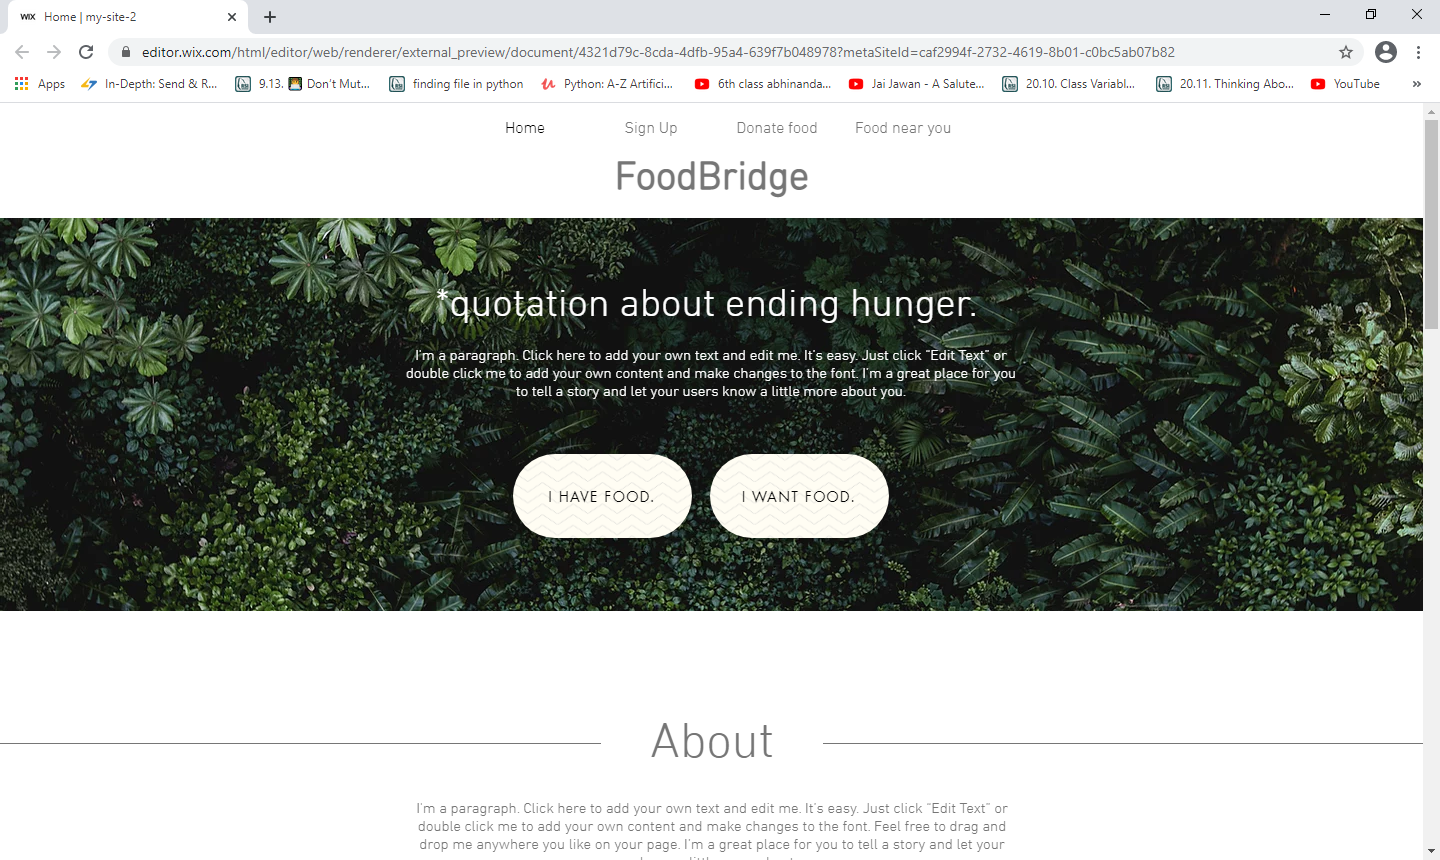 WiX Home | my-site-2
editor.wix.com/html/editor/web/renderer/external_preview/document/4321d79c-8cda-4dfb-95a4-639f7b048978?metaSiteId=caf2994f-2732-4619-8b01-c0bc5ab07b82
Apps In-Depth: Send & R... 9.13. Don't Mut... finding file in python Python: A-Z Artifici... 6th class abhinanda... Jai Jawan - A Salute... 20.10. Class Variabl... 20.11. Thinking Abo... YouTube »
Home Sign Up Donate food Food near you
FoodBridge
*quotation about ending hunger.
I'm a paragraph. Click here to add your own text and edit me. It's easy. Just click "Edit Text" or
double click me to add your own content and make changes to the font. I'm a great place for you
to tell a story and let your users know a little more about you.
I HAVE FOOD. I WANT FOOD.
About
I'm a paragraph. Click here to add your own text and edit me. It's easy. Just click "Edit Text" or
double click me to add your own content and make changes to the font. Feel free to drag and
drop me anywhere you like on your page. I'm a great place for you to tell a story and let your